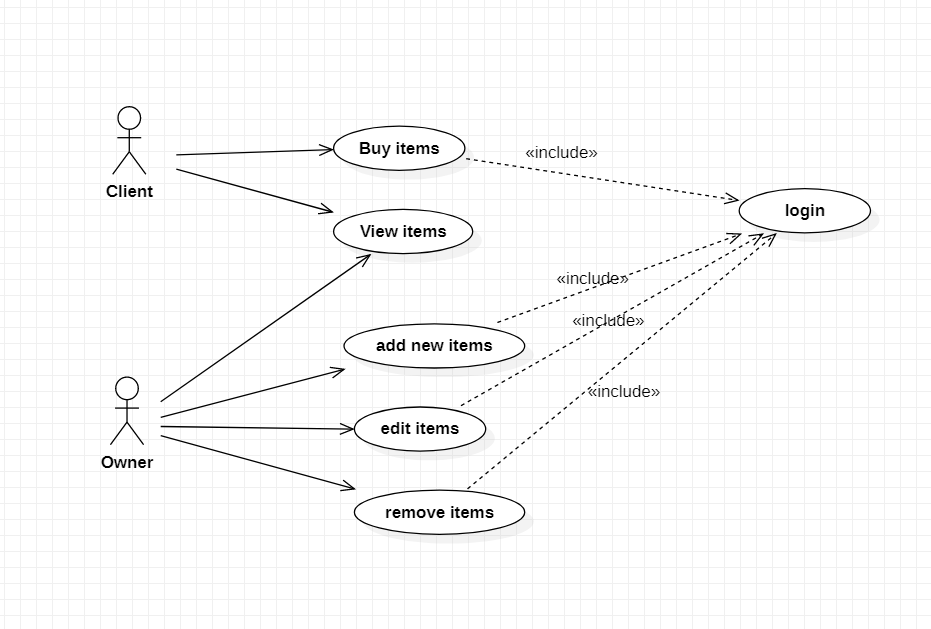 Client
Buy items
«include»
login
View items
«include»
«include»
add new items
«include»
edit items
Owner
remove items